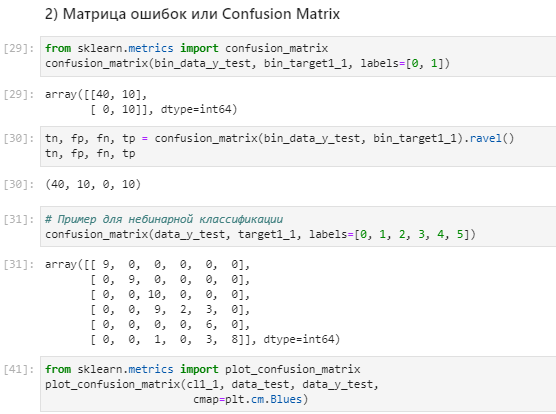 2) Матрица ошибок или Confusion Matrix
[29]: from sklearn.metrics import confusion_matrix
confusion_matrix(bin_data_y_test, bin_target1_1, labels=[0, 1])
[29]: array([[40, 10],
[ 0, 10]], dtype=int64)
[30]: tn, fp, fn, tp = confusion_matrix(bin_data_y_test, bin_target1_1).ravel()
tn, fp, fn, tp
[30]: (40, 10, 0, 10)
[31]: # Пример для небинарной классификации
confusion_matrix(data_y_test, target1_1, labels=[0, 1, 2, 3, 4, 5])
[31]: array([[ 9, 0, 0, 0, 0, 0],
[ 0, 9, 0, 0, 0, 0],
[ 0, 0, 10, 0, 0, 0],
[ 0, 0, 9, 2, 3, 0],
[ 0, 0, 0, 0, 6, 0],
[ 0, 0, 1, 0, 3, 8]], dtype=int64)
[41]: from sklearn.metrics import plot_confusion_matrix
plot_confusion_matrix(cl1_1, data_test, data_y_test,
cmap=plt.cm.Blues)